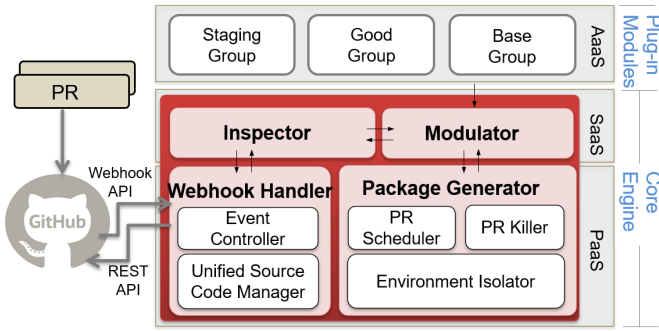 Staging
Group
Good
Group
Base
Group
AaaS
Plug-in
Modules
PR
Inspector
Modulator
SaaS
Webhook
API
GitHub
REST
API
Webhook Handler
Event
Controller
Unified Source
Code Manager
Package Generator
PR
Scheduler
PR Killer
Environment Isolator
PaaS
Core
Engine